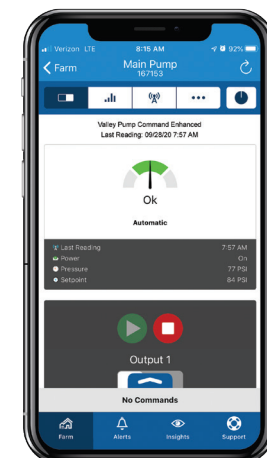 Verizon LTE 8:15 AM 92%
Farm Main Pump
167153
Valley Pump Command Enhanced
Last Reading: 09/28/20 7:57 AM
Ok
Automatic
Last Reading 7:57 AM
Power On
Pressure 77 PSI
Setpoint 84 PSI
Output 1
No Commands
Farm Alerts Insights Support